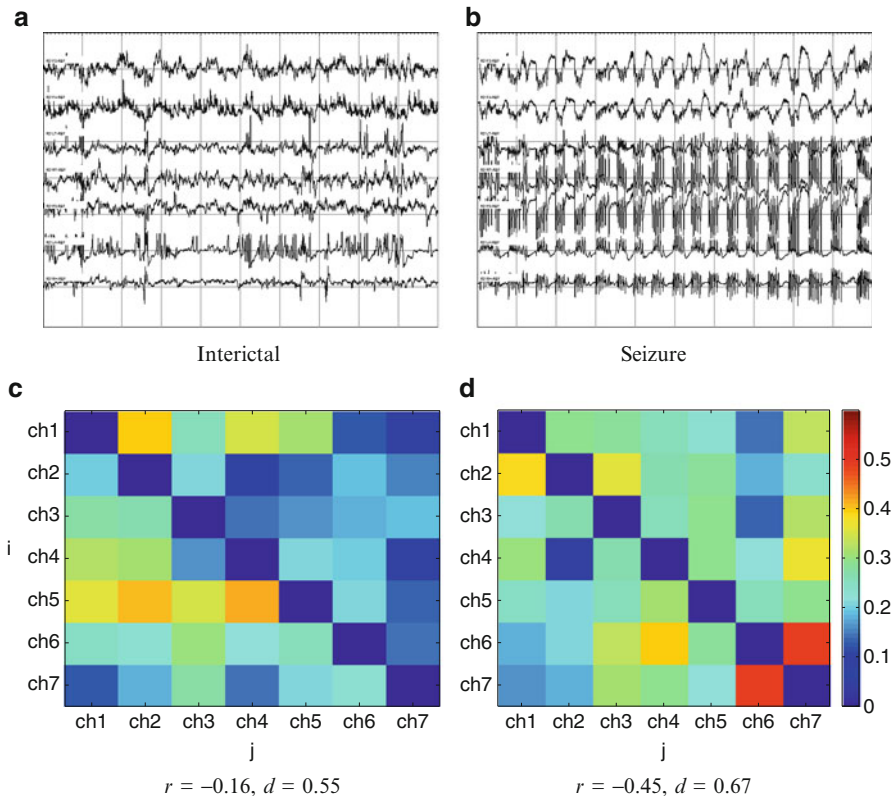 a
b
Interictal
Seizure
c
d
ch1
ch2
ch3
ch4
ch5
ch6
ch7
i
ch1 ch2 ch3 ch4 ch5 ch6 ch7
j
r = –0.16, d = 0.55
ch1
ch2
ch3
ch4
ch5
ch6
ch7
ch1 ch2 ch3 ch4 ch5 ch6 ch7
j
r = –0.45, d = 0.67
0.5
0.4
0.3
0.2
0.1
0